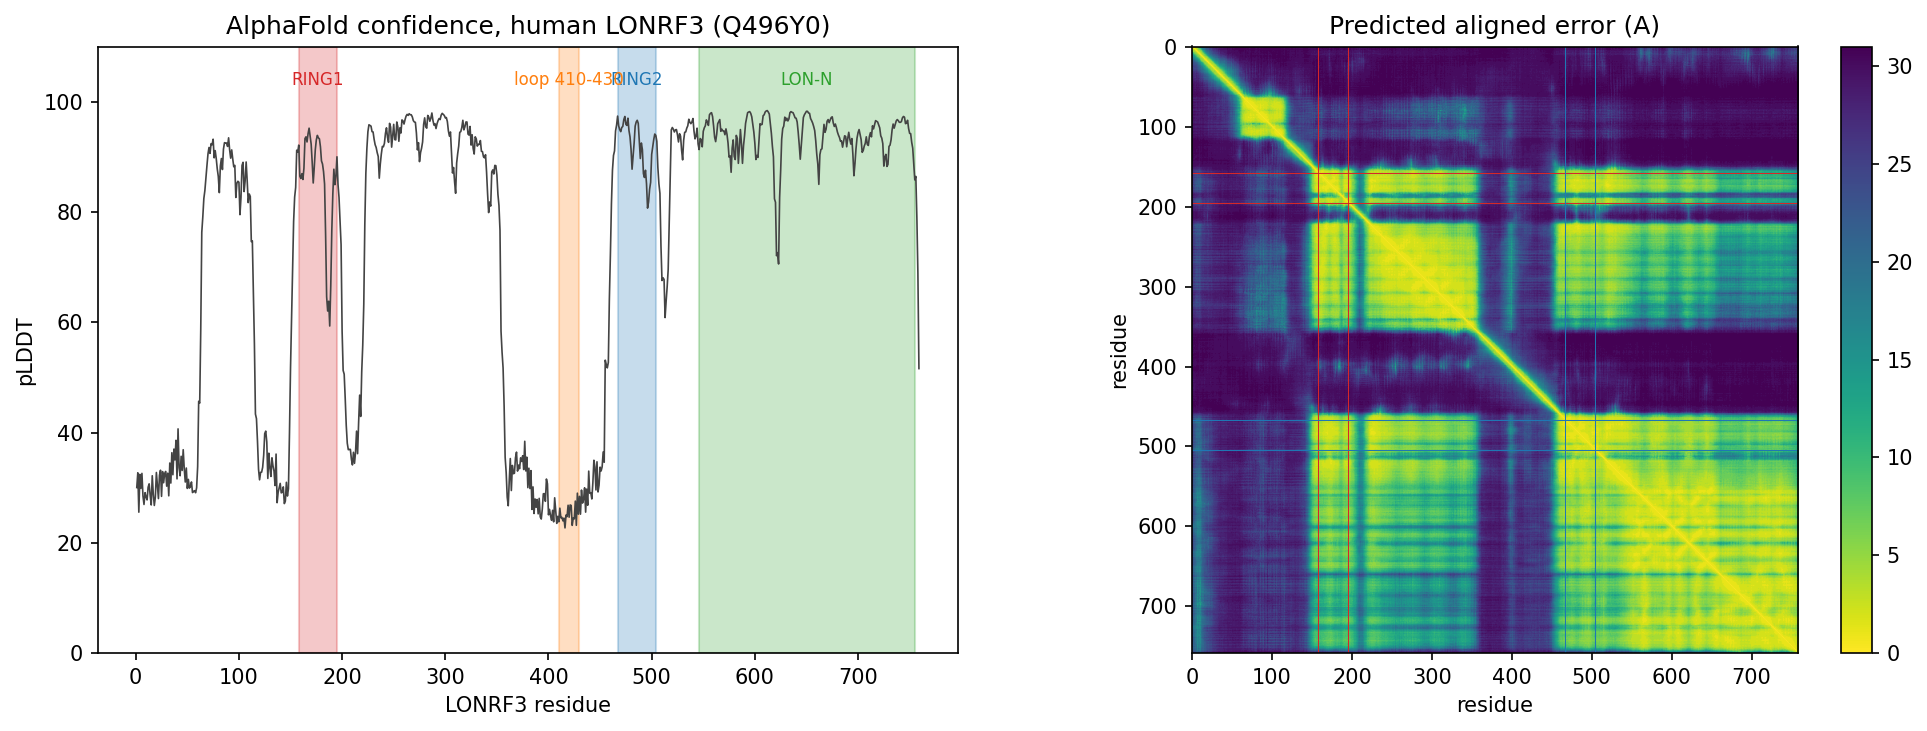 AlphaFold confidence, human LONRF3 (Q496Y0)
RING1
loop 410-430
RING2
LON-N
pLDDT
100
80
60
40
20
0
0 100 200 300 400 500 600 700
LONRF3 residue
Predicted aligned error (A)
residue
0
100
200
300
400
500
600
700
0 100 200 300 400 500 600 700
residue
30
25
20
15
10
5
0